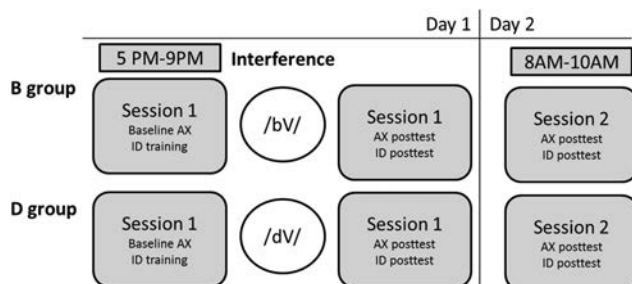 Day 1 Day 2
5 PM-9PM Interference 8AM-10AM
B group
Session 1
Baseline AX
ID training
/bV/
Session 1
AX posttest
ID posttest
Session 2
AX posttest
ID posttest
D group
Session 1
Baseline AX
ID training
/dV/
Session 1
AX posttest
ID posttest
Session 2
AX posttest
ID posttest